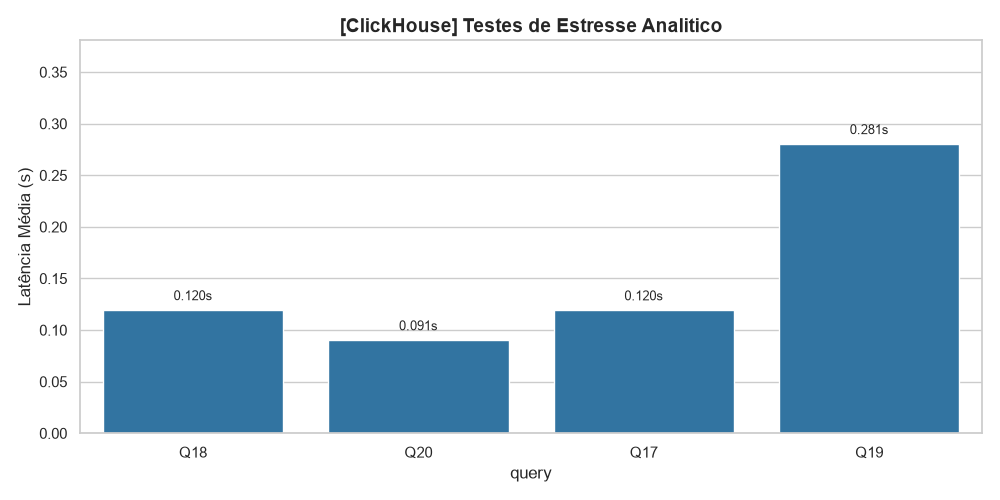 [ClickHouse] Testes de Estresse Analitico
Latência Média (s)
0.35
0.30
0.25
0.20
0.15
0.10
0.05
0.00
0.120s
0.091s
0.120s
0.281s
Q18
Q20
Q17
Q19
query